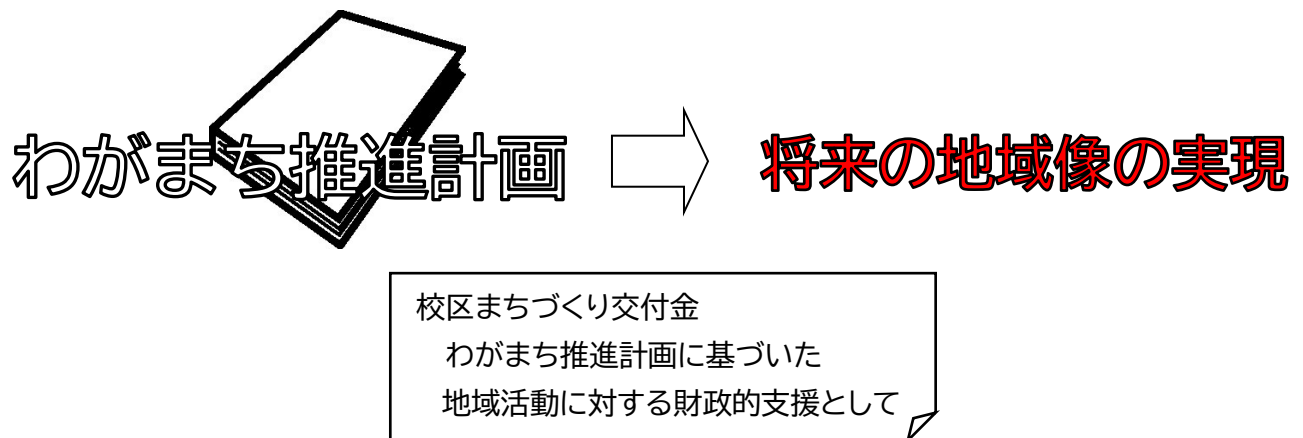 わがまち推進計画
将来の地域像の実現
校区まちづくり交付金
わがまち推進計画に基づいた
地域活動に対する財政的支援として